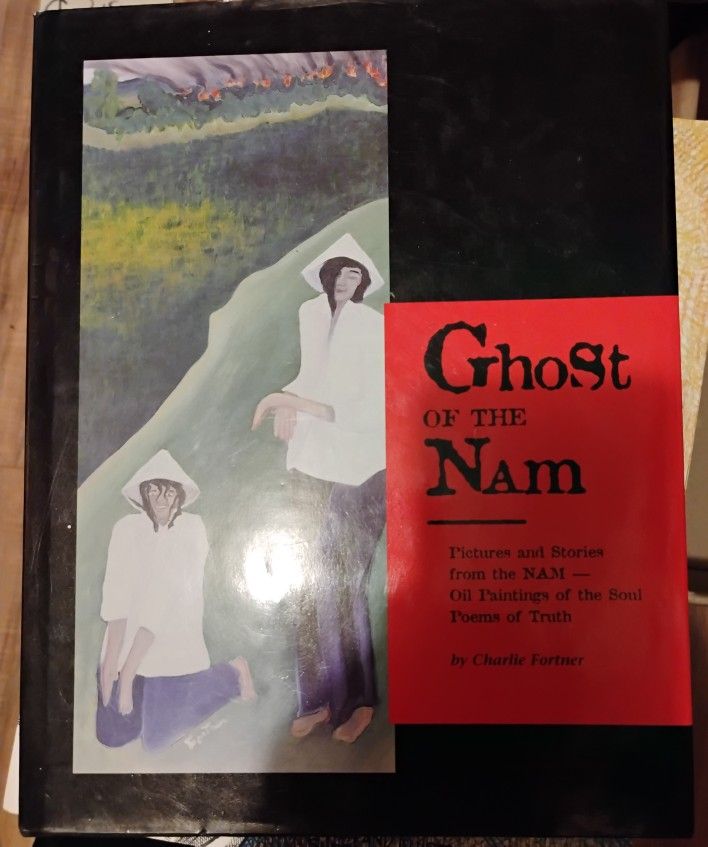 Ghost
OF THE
Nam
Pictures and Stories
from the NAM —
Oil Paintings of the Soul
Poems of Truth
by Charlie Fortner